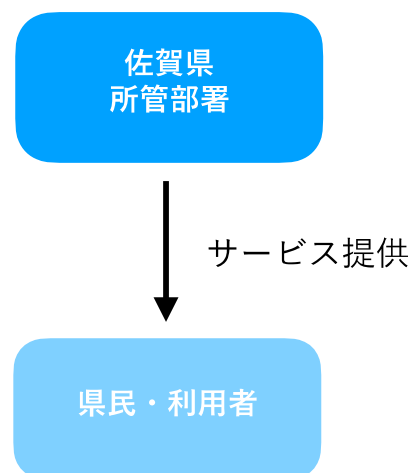 佐賀県
所管部署
サービス提供
県民・利用者